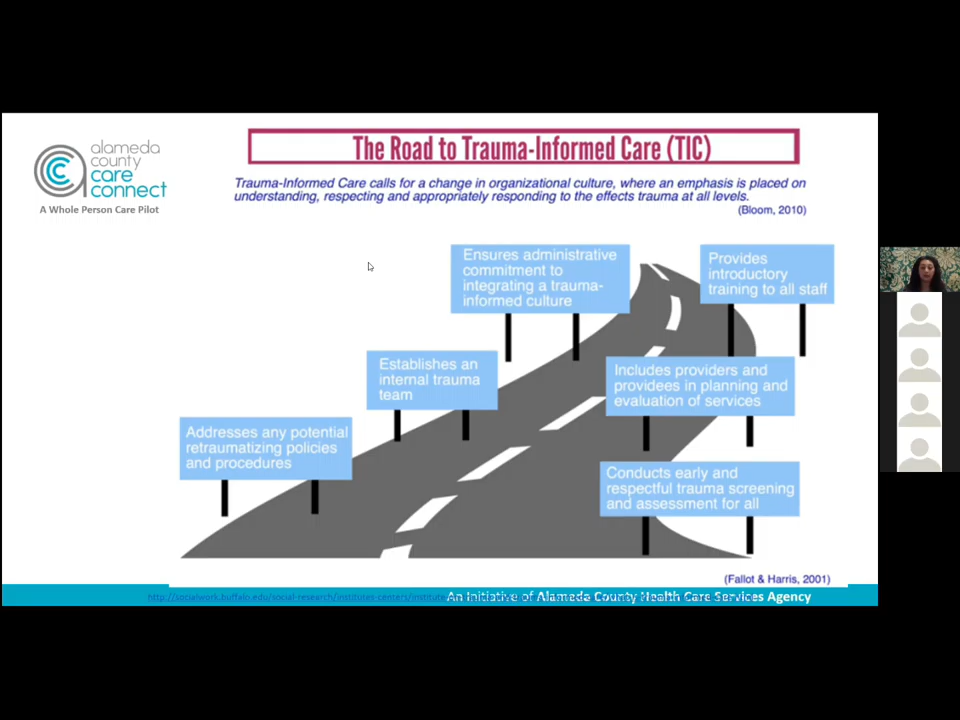 alameda
county
care
connect
A Whole Person Care Pilot
The Road to Trauma-Informed Care (TIC)
Trauma-Informed Care calls for a change in organizational culture, where an emphasis is placed on
understanding, respecting and appropriately responding to the effects trauma at all levels.
(Bloom, 2010)
Ensures administrative
commitment to
integrating a trauma-
informed culture
Provides
introductory
training to all staff
Establishes an
internal trauma
team
Includes providers and
providees in planning and
evaluation of services
Addresses any potential
retraumatizing policies
and procedures
Conducts early and
respectful trauma screening
and assessment for all
(Fallot & Harris, 2001)
http://socialwork.buffalo.edu/social-research/institutes-centers/institute-
An Initiative of Alameda County Health Care Services Agency